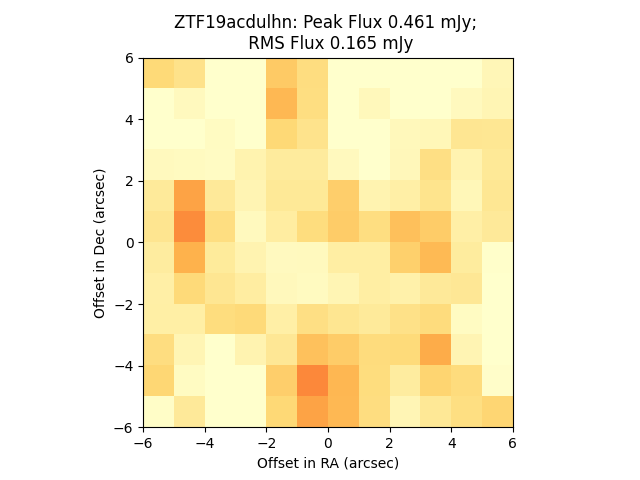 ZTF19acdulhn: Peak Flux 0.461 mJy;
RMS Flux 0.165 mJy
6
4
2
0
−2
−4
−6
Offset in Dec (arcsec)
−6 −4 −2 0 2 4 6
Offset in RA (arcsec)